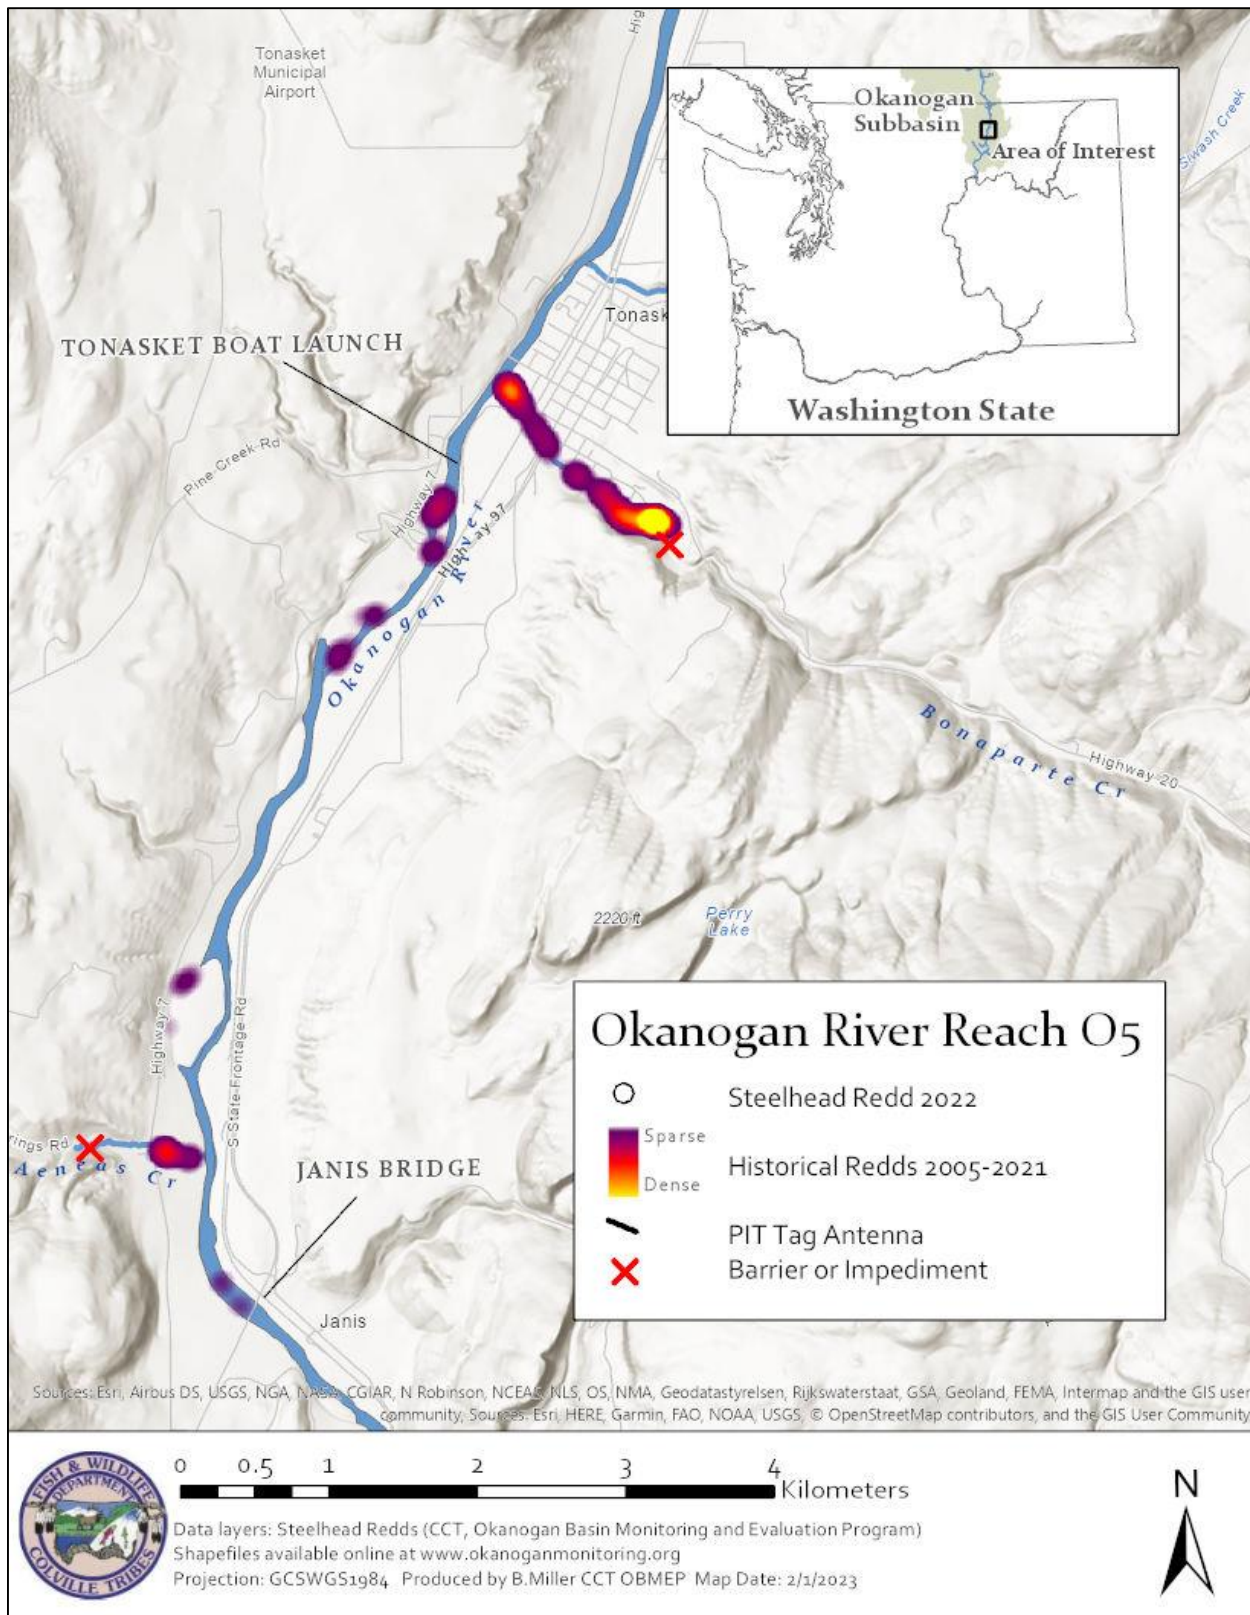 Hig
Tonasket
Municipal
Airport
Okanogan
Subbasin
Area of Interest
Washington State
Siwash Creek
Tonask
TONASKET BOAT LAUNCH
Pine Creek Rd
Highway 7
Highway 97
Okanogan River
Bonaparte Cr
Highway 20
2220 ft
Perry
Lake
Highway 7
S State Frontage Rd
rings Rd
Aeneas Cr
JANIS BRIDGE
Janis
Okanogan River Reach O5
Steelhead Redd 2022
Sparse
Historical Redds 2005-2021
Dense
PIT Tag Antenna
Barrier or Impediment
Sources: Esri, Airbus DS, USGS, NGA, NASA, CGIAR, N Robinson, NCEAS, NLS, OS, NMA, Geodatastyrelsen, Rijkswaterstaat, GSA, Geoland, FEMA, Intermap and the GIS user
community, Sources: Esri, HERE, Garmin, FAO, NOAA, USGS, © OpenStreetMap contributors, and the GIS User Community
0 0.5 1 2 3 4
Kilometers
N
FISH & WILDLIFE
DEPARTMENT
COLVILLE TRIBES
Data layers: Steelhead Redds (CCT, Okanogan Basin Monitoring and Evaluation Program)
Shapefiles available online at www.okanoganmonitoring.org
Projection: GCSWGS1984 Produced by B.Miller CCT OBMEP Map Date: 2/1/2023